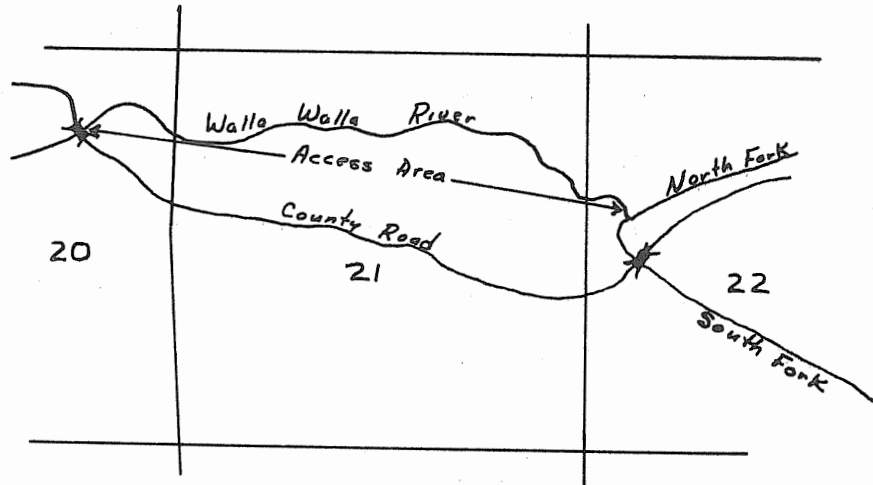 Walla Walla River
Access Area
North Fork
County Road
20
21
22
South Fork